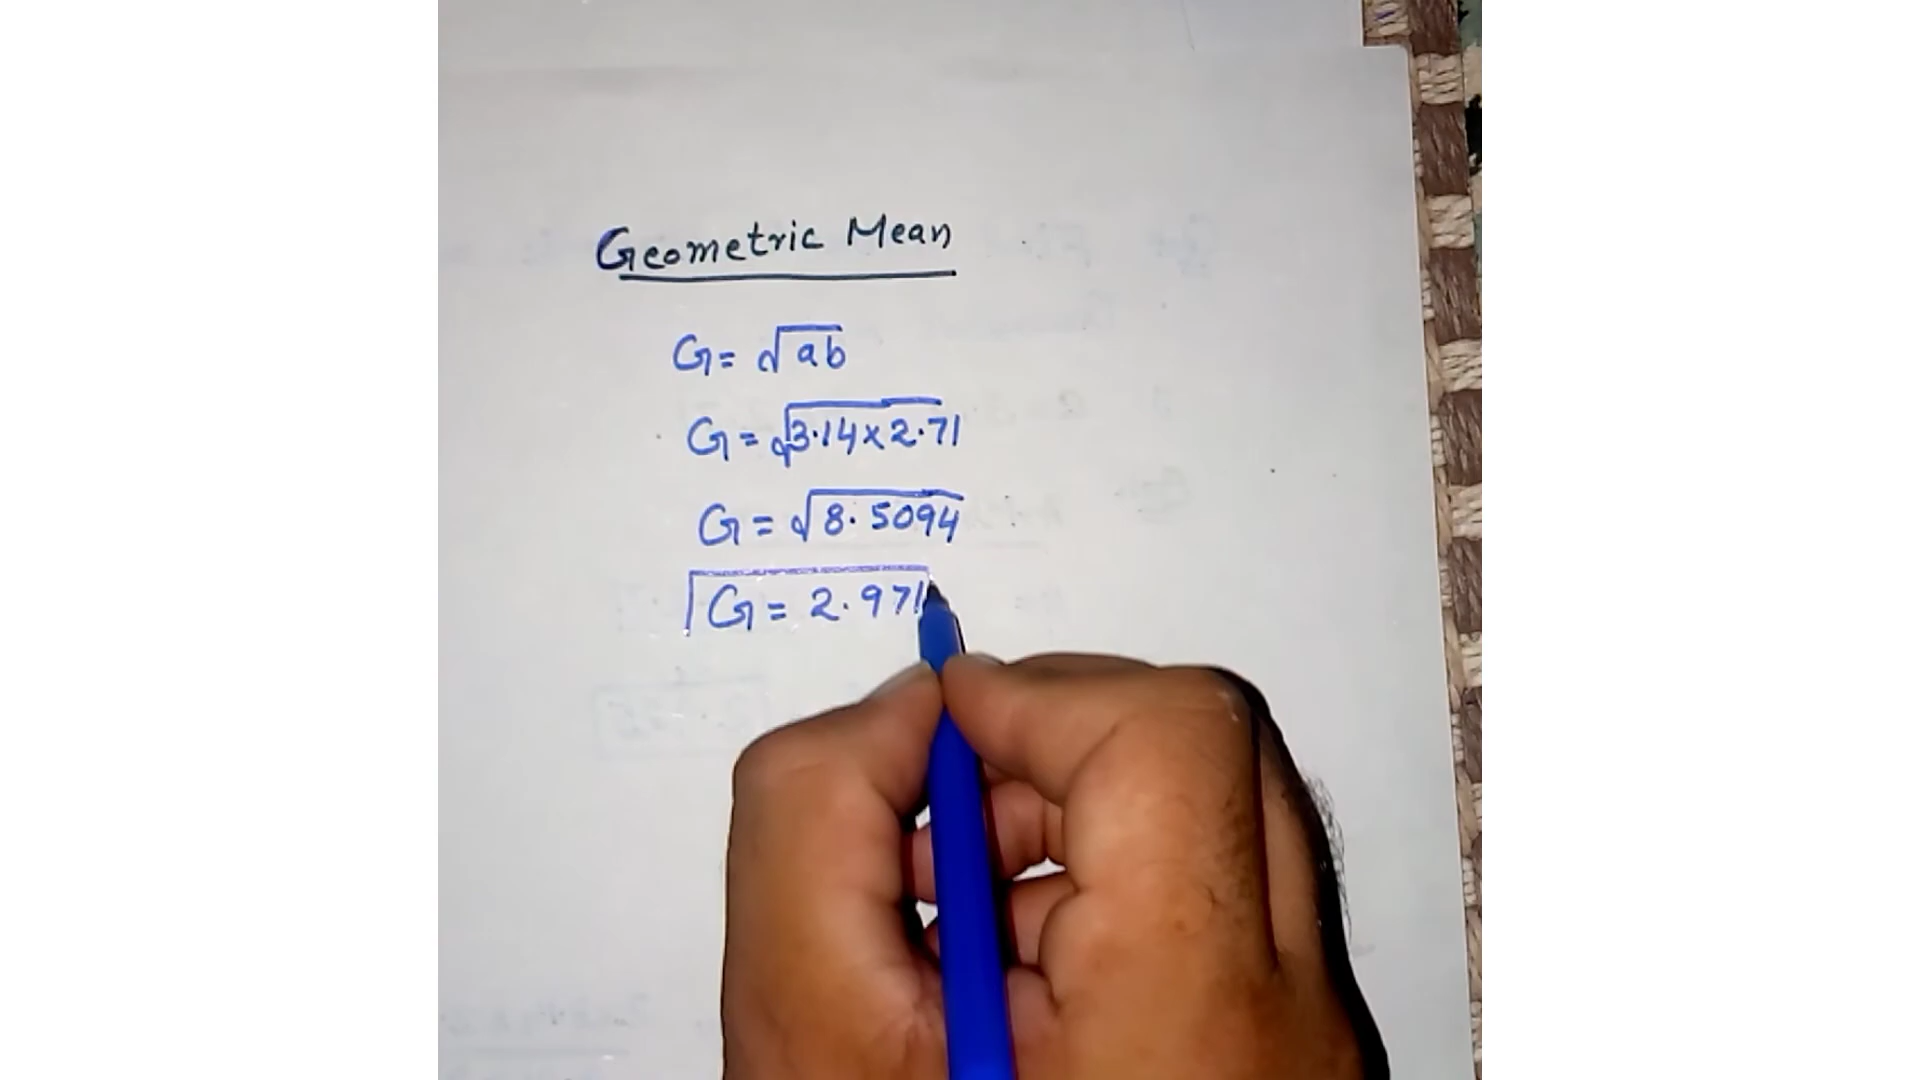 Geometric Mean
G = √ab
G = √3.14×2.71
G = √8.5094
G = 2.971